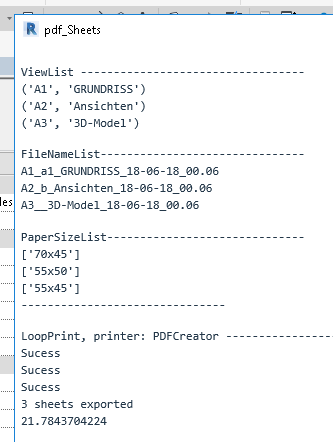 pdf_Sheets
ViewList ---------------------------------
('A1', 'GRUNDRISS')
('A2', 'Ansichten')
('A3', '3D-Model')
FileNameList------------------------------
A1_a1_GRUNDRISS_18-06-18_00.06
A2_b_Ansichten_18-06-18_00.06
A3__3D-Model_18-06-18_00.06
PaperSizeList-----------------------------
['70x45']
['55x50']
['55x45']
------------------------------
LoopPrint, printer: PDFCreator ----------------
Sucess
Sucess
Sucess
3 sheets exported
21.7843704224